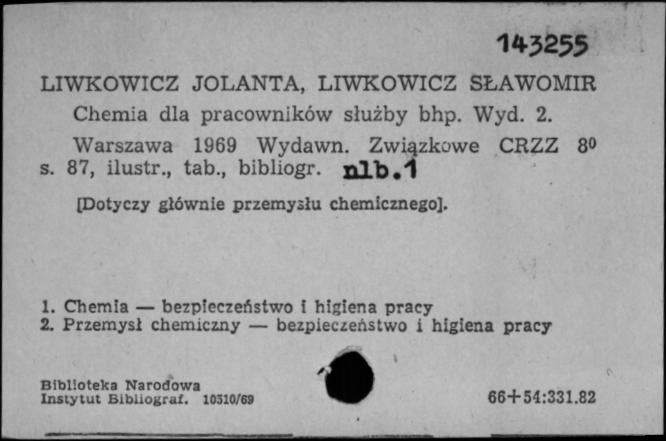 143255
LIWKOWICZ JOLANTA, LIWKOWICZ SŁAWOMIR
Chemia dla pracowników służby bhp. Wyd. 2.
Warszawa 1969 Wydawn. Związkowe CRZZ 8⁰
s. 87, ilustr., tab., bibliogr. nlb.1
[Dotyczy głównie przemysłu chemicznego].
1. Chemia — bezpieczeństwo i higiena pracy
2. Przemysł chemiczny — bezpieczeństwo i higiena pracy
Biblioteka Narodowa
Instytut Bibliograf. 10310/69
66+54:331.82